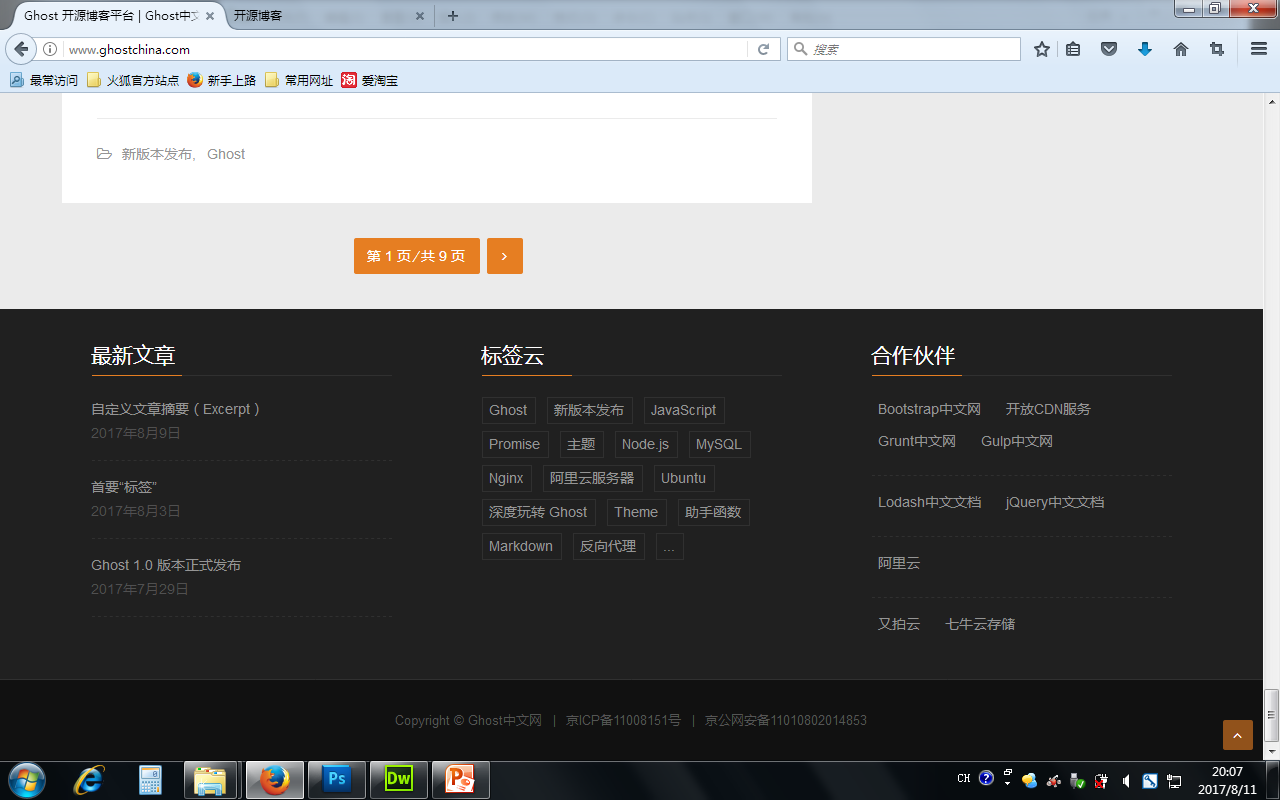 Ghost 开源博客平台 | Ghost中文
开源博客
www.ghostchina.com
搜索
最常访问
火狐官方站点
新手上路
常用网址
淘
爱淘宝
新版本发布, Ghost
第 1 页/共 9 页
最新文章
标签云
合作伙伴
自定义文章摘要 ( Excerpt )
2017年8月9日
首要“标签”
2017年8月3日
Ghost 1.0 版本正式发布
2017年7月29日
Ghost 新版本发布 JavaScript
Promise 主题 Node.js MySQL
Nginx 阿里云服务器 Ubuntu
深度玩转 Ghost Theme 助手函数
Markdown 反向代理 ...
Bootstrap中文网 开放CDN服务
Grunt中文网 Gulp中文网
Lodash中文文档 jQuery中文文档
阿里云
又拍云 七牛云存储
Copyright © Ghost中文网 | 京ICP备11008151号 | 京公网安备11010802014853
Ps
Dw
P
CH
20:07
2017/8/11